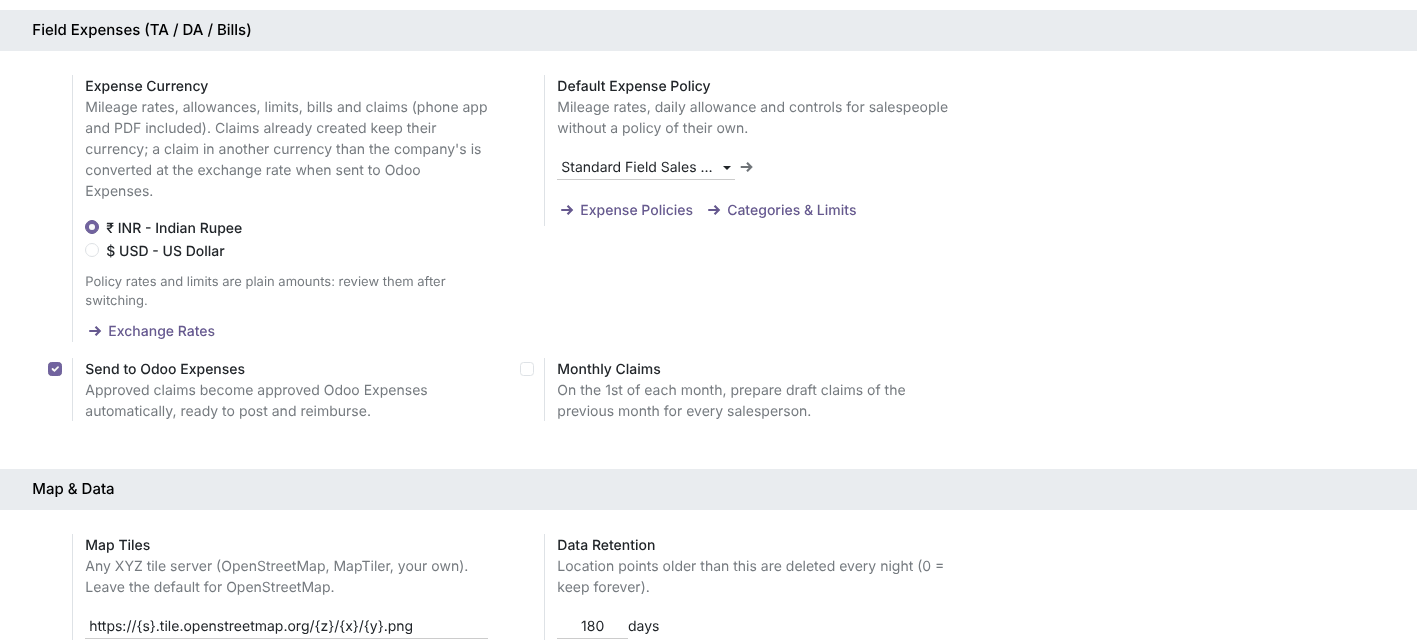 Field Expenses (TA / DA / Bills)
Expense Currency
Mileage rates, allowances, limits, bills and claims (phone app
and PDF included). Claims already created keep their
currency; a claim in another currency than the company's is
converted at the exchange rate when sent to Odoo
Expenses.
₹ INR - Indian Rupee
$ USD - US Dollar
Policy rates and limits are plain amounts: review them after
switching.
Exchange Rates
Default Expense Policy
Mileage rates, daily allowance and controls for salespeople
without a policy of their own.
Standard Field Sales ...
Expense Policies
Categories & Limits
Send to Odoo Expenses
Approved claims become approved Odoo Expenses
automatically, ready to post and reimburse.
Monthly Claims
On the 1st of each month, prepare draft claims of the
previous month for every salesperson.
Map & Data
Map Tiles
Any XYZ tile server (OpenStreetMap, MapTiler, your own).
Leave the default for OpenStreetMap.
https://{s}.tile.openstreetmap.org/{z}/{x}/{y}.png
Data Retention
Location points older than this are deleted every night (0 =
keep forever).
180 days